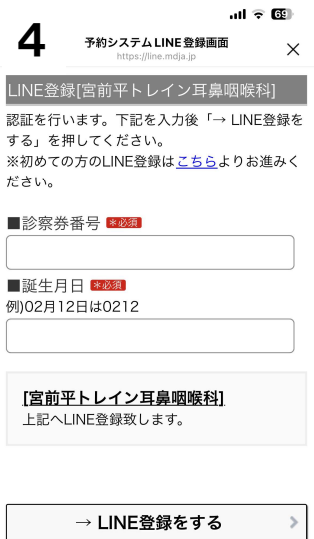 69
4
予約システムLINE登録画面
https://line.mdja.jp
LINE登録[宮前平トレイン耳鼻咽喉科]
認証を行います。下記を入力後「→ LINE登録を
する」を押してください。
※初めての方のLINE登録はこちらよりお進みく
ださい。
■診察券番号 ＊必須
■誕生月日 ＊必須
例)02月12日は0212
[宮前平トレイン耳鼻咽喉科]
上記へLINE登録致します。
→ LINE登録をする